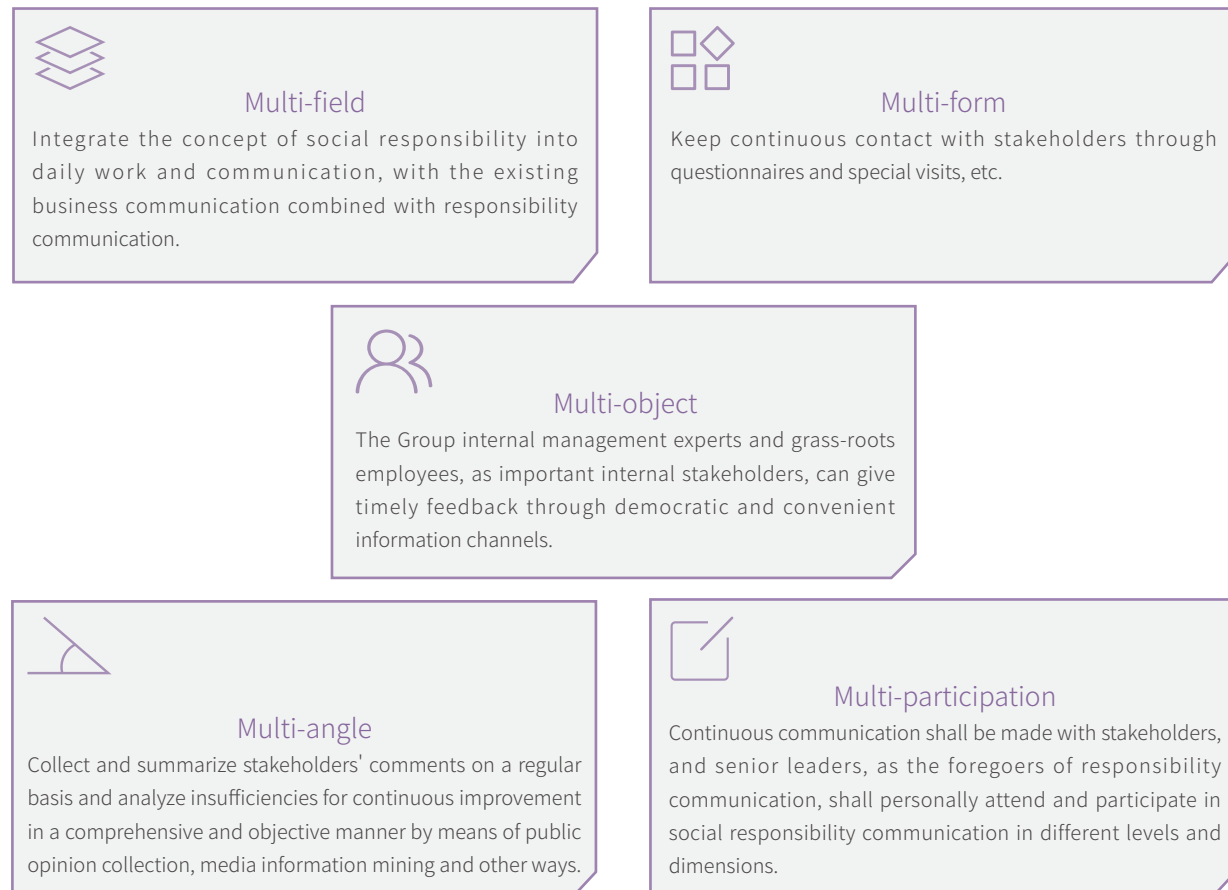 Multi-field
Integrate the concept of social responsibility into
daily work and communication, with the existing
business communication combined with responsibility
communication.
Multi-form
Keep continuous contact with stakeholders through
questionnaires and special visits, etc.
Multi-object
The Group internal management experts and grass-roots
employees, as important internal stakeholders, can give
timely feedback through democratic and convenient
information channels.
Multi-angle
Collect and summarize stakeholders' comments on a regular
basis and analyze insufficiencies for continuous improvement
in a comprehensive and objective manner by means of public
opinion collection, media information mining and other ways.
Multi-participation
Continuous communication shall be made with stakeholders,
and senior leaders, as the foregoers of responsibility
communication, shall personally attend and participate in
social responsibility communication in different levels and
dimensions.